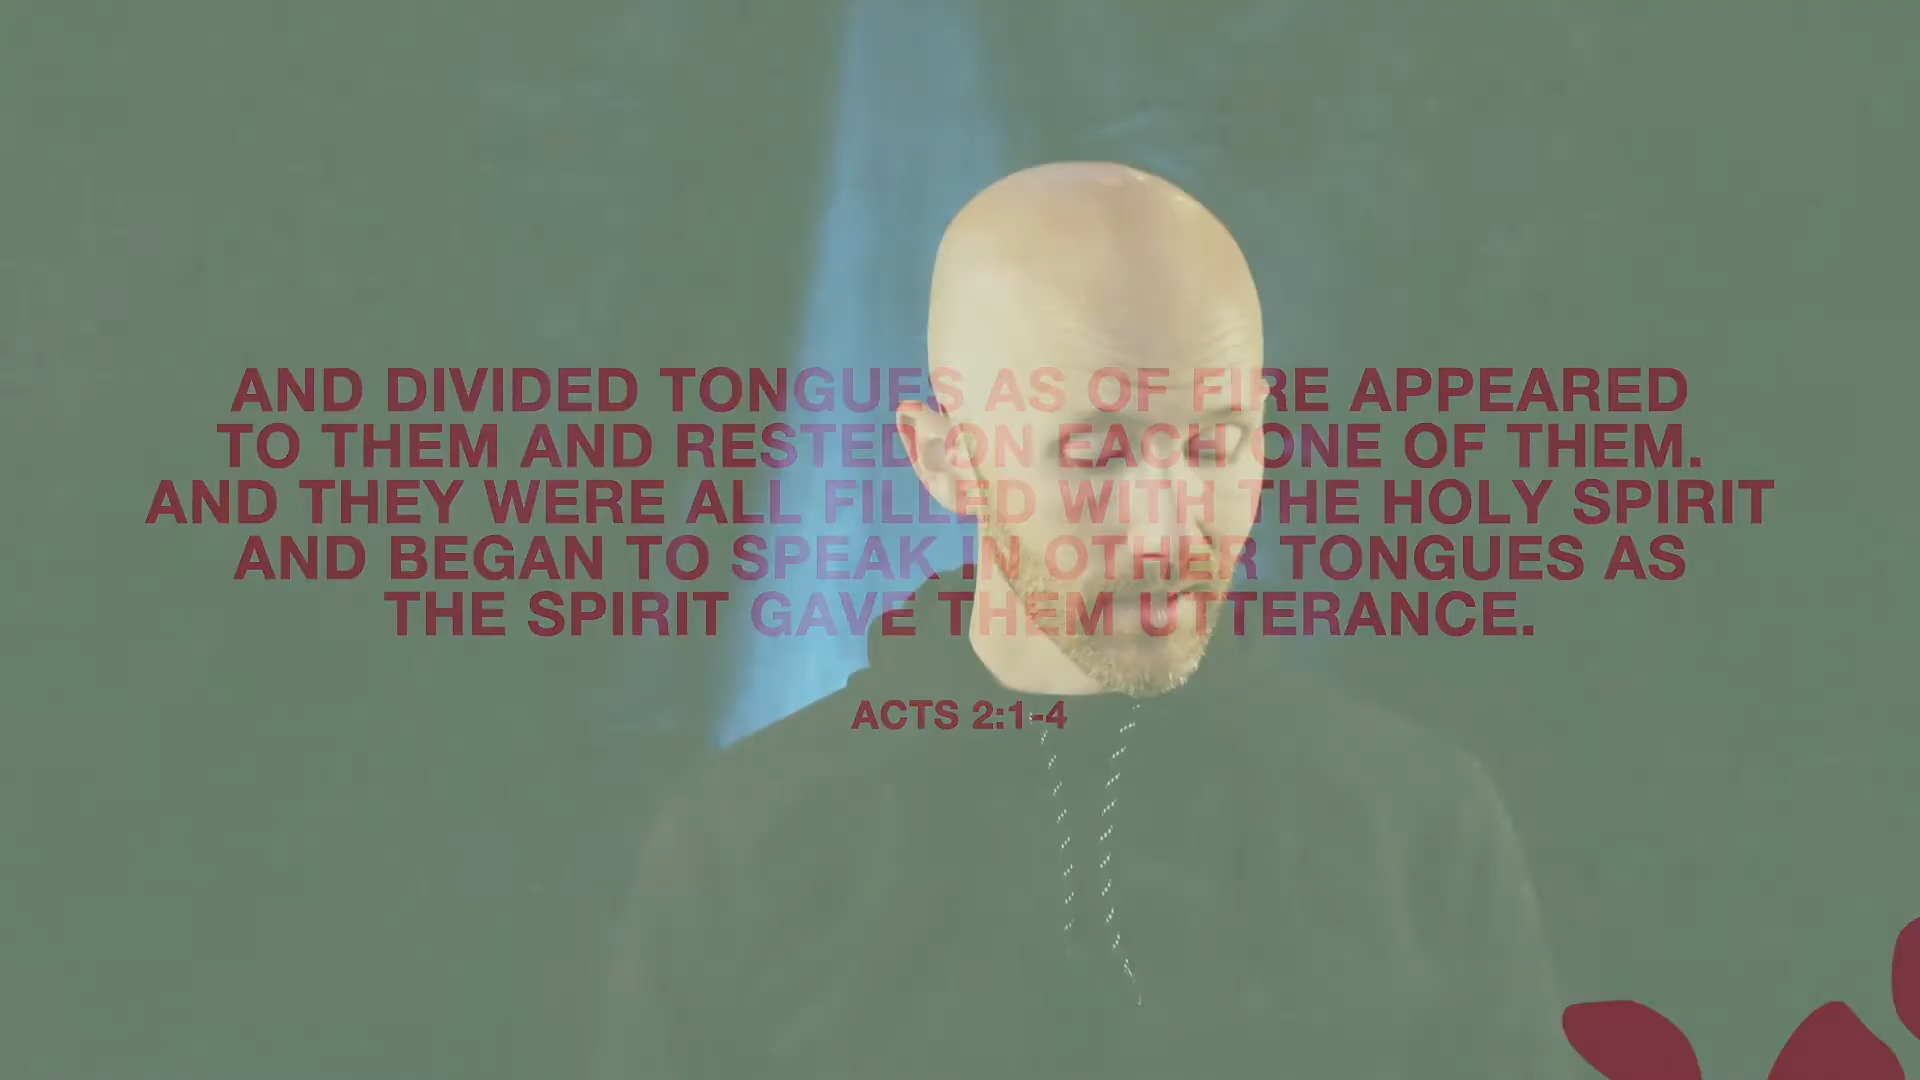 AND DIVIDED TONGUES AS OF FIRE APPEARED
TO THEM AND RESTED ON EACH ONE OF THEM.
AND THEY WERE ALL FILLED WITH THE HOLY SPIRIT
AND BEGAN TO SPEAK IN OTHER TONGUES AS
THE SPIRIT GAVE THEM UTTERANCE.
ACTS 2:1-4